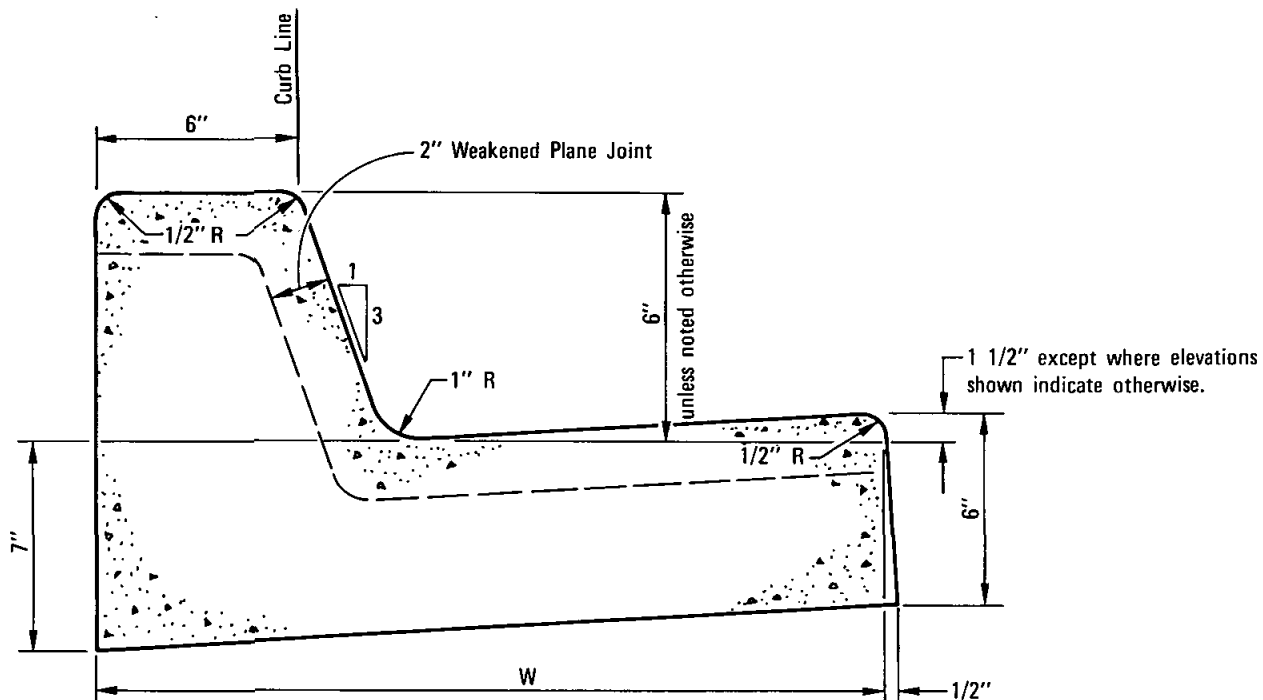 Curb Line
6"
2" Weakened Plane Joint
1/2" R
1
3
6"
unless noted otherwise
1" R
1 1/2" except where elevations
shown indicate otherwise.
1/2" R
7"
6"
W
1/2"